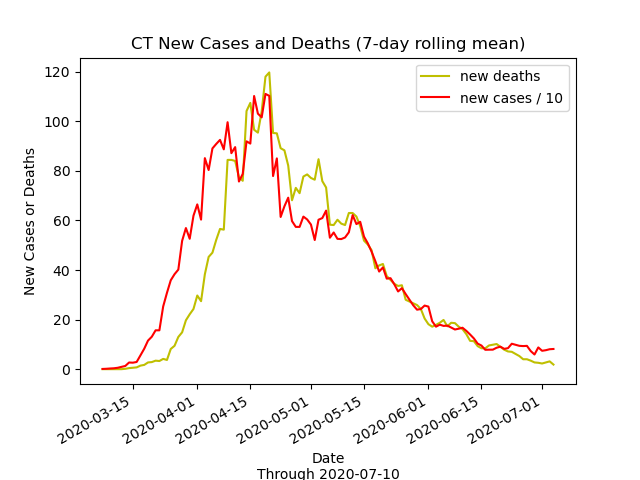 CT New Cases and Deaths (7-day rolling mean)
new deaths
new cases / 10
New Cases or Deaths
120
100
80
60
40
20
0
2020-03-15
2020-04-01
2020-04-15
2020-05-01
2020-05-15
2020-06-01
2020-06-15
2020-07-01
Date
Through 2020-07-10